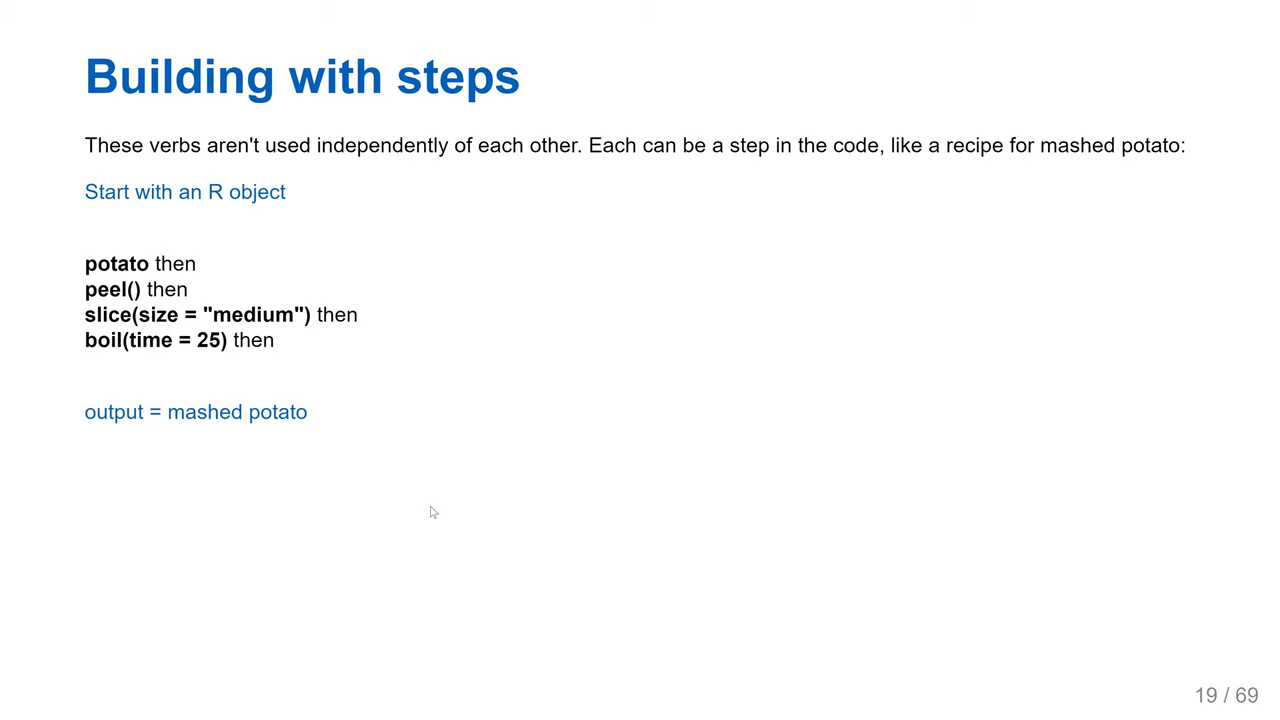 Building with steps
These verbs aren't used independently of each other. Each can be a step in the code, like a recipe for mashed potato:
Start with an R object
potato then
peel() then
slice(size = "medium") then
boil(time = 25) then
output = mashed potato
19 / 69